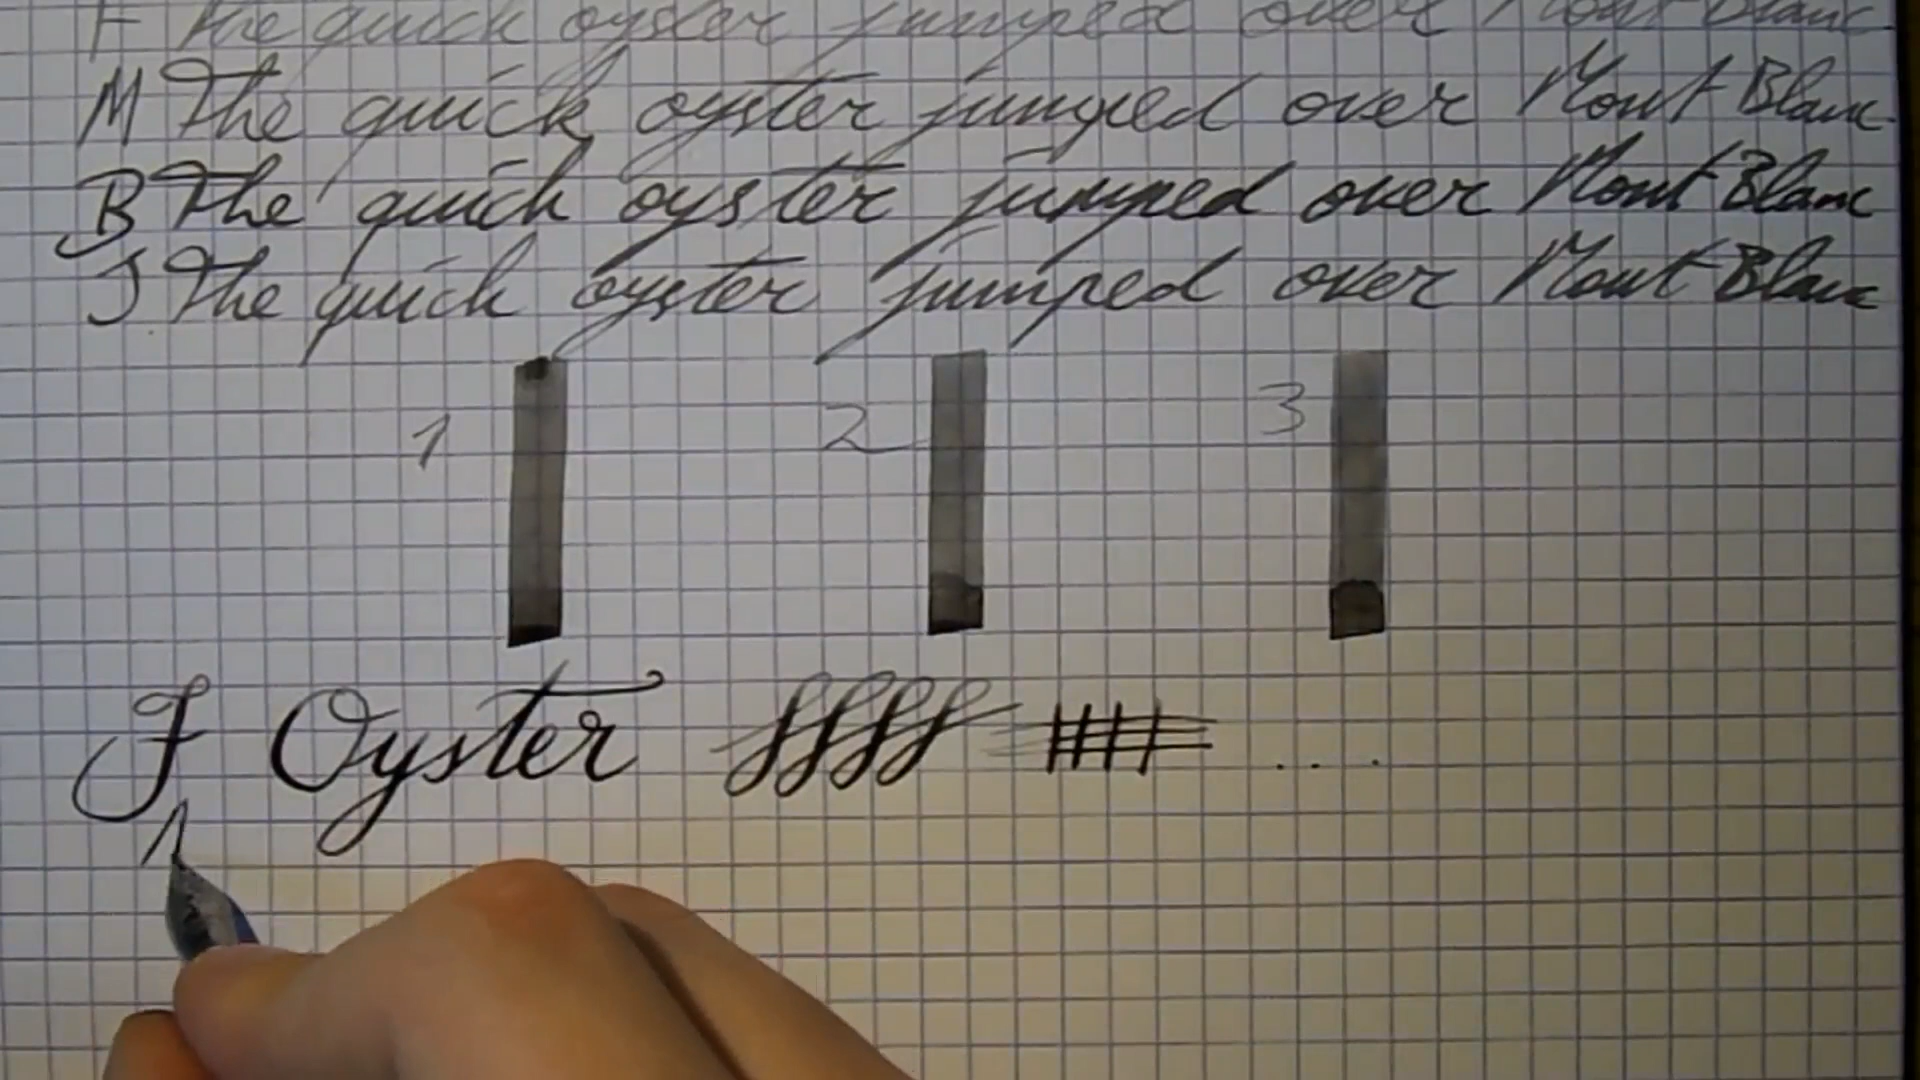 F The quick oyster jumped over Mont Blanc
M The quick oyster jumped over Mont Blanc
B The quick oyster jumped over Mont Blanc
J The quick oyster jumped over Mont Blanc
1 2 3
F Oyster ffff #### ...